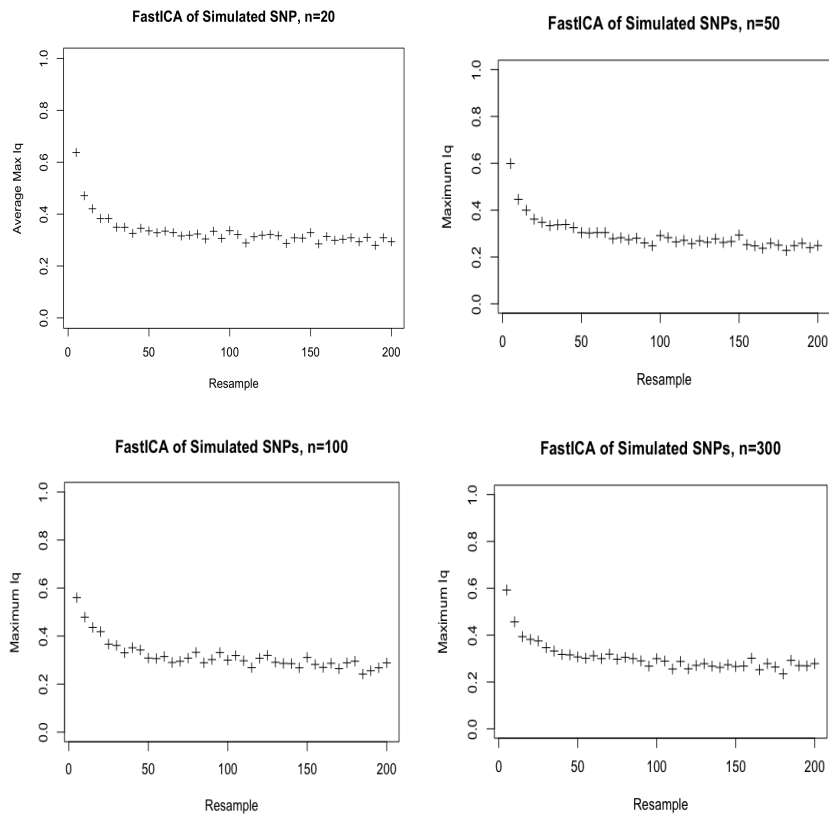 FastICA of Simulated SNP, n=20
Average Max Iq
1.0
0.8
0.6
0.4
0.2
0.0
0 50 100 150 200
Resample
FastICA of Simulated SNPs, n=50
Maximum Iq
1.0
0.8
0.6
0.4
0.2
0.0
0 50 100 150 200
Resample
FastICA of Simulated SNPs, n=100
Maximum Iq
1.0
0.8
0.6
0.4
0.2
0.0
0 50 100 150 200
Resample
FastICA of Simulated SNPs, n=300
Maximum Iq
1.0
0.8
0.6
0.4
0.2
0.0
0 50 100 150 200
Resample